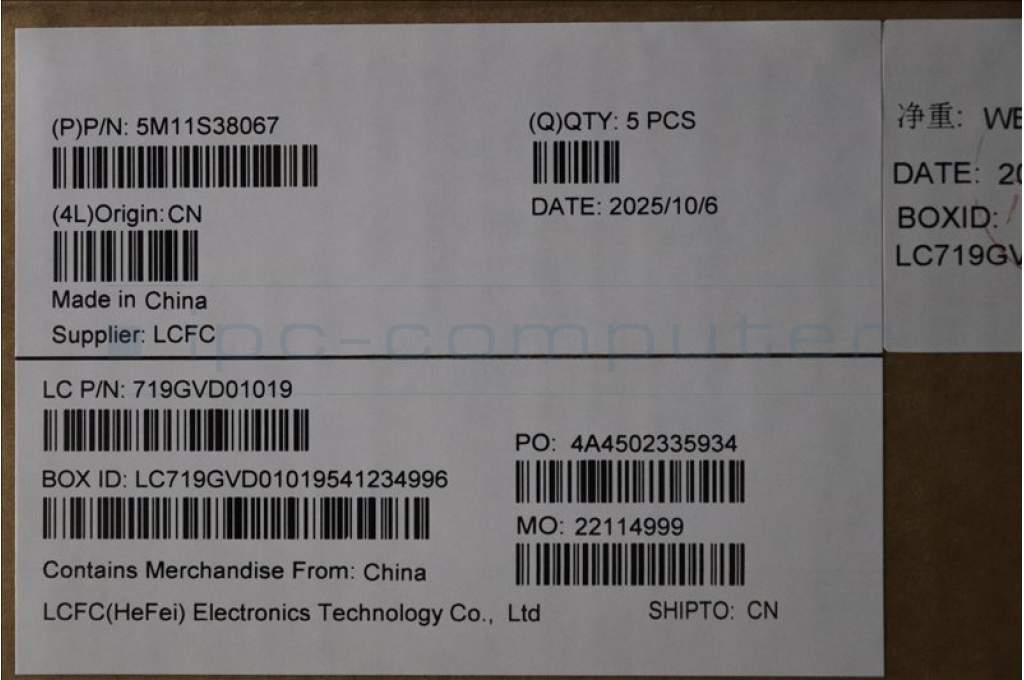 (P)P/N: 5M11S38067
(Q)QTY: 5 PCS
(4L)Origin:CN
DATE: 2025/10/6
Made in China
Supplier: LCFC
ipc-computer
LC P/N: 719GVD01019
PO: 4A4502335934
BOX ID: LC719GVD01019541234996
MO: 22114999
Contains Merchandise From: China
LCFC(HeFei) Electronics Technology Co., Ltd
SHIPTO: CN
净重:
DATE:
BOXID: